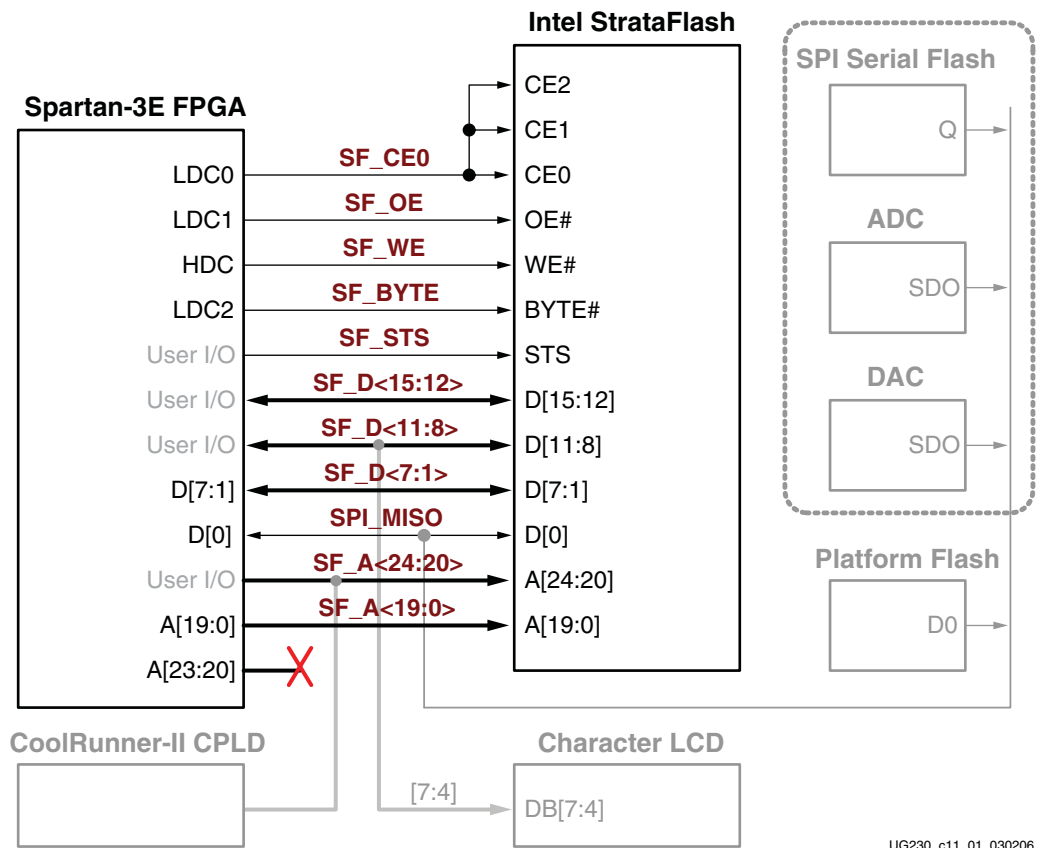 Intel StrataFlash
SPI Serial Flash
Spartan-3E FPGA
CE2
Q
CE1
LDC0 SF_CE0 CE0
LDC1 SF_OE OE#
ADC
HDC SF_WE WE#
SDO
LDC2 SF_BYTE BYTE#
User I/O SF_STS STS
DAC
User I/O SF_D<15:12> D[15:12]
User I/O SF_D<11:8> D[11:8]
SDO
D[7:1] SF_D<7:1> D[7:1]
D[0] SPI_MISO D[0]
Platform Flash
User I/O SF_A<24:20> A[24:20]
A[19:0] SF_A<19:0> A[19:0]
D0
A[23:20]
CoolRunner-II CPLD
Character LCD
[7:4]
DB[7:4]
UG230_c11_01_030206